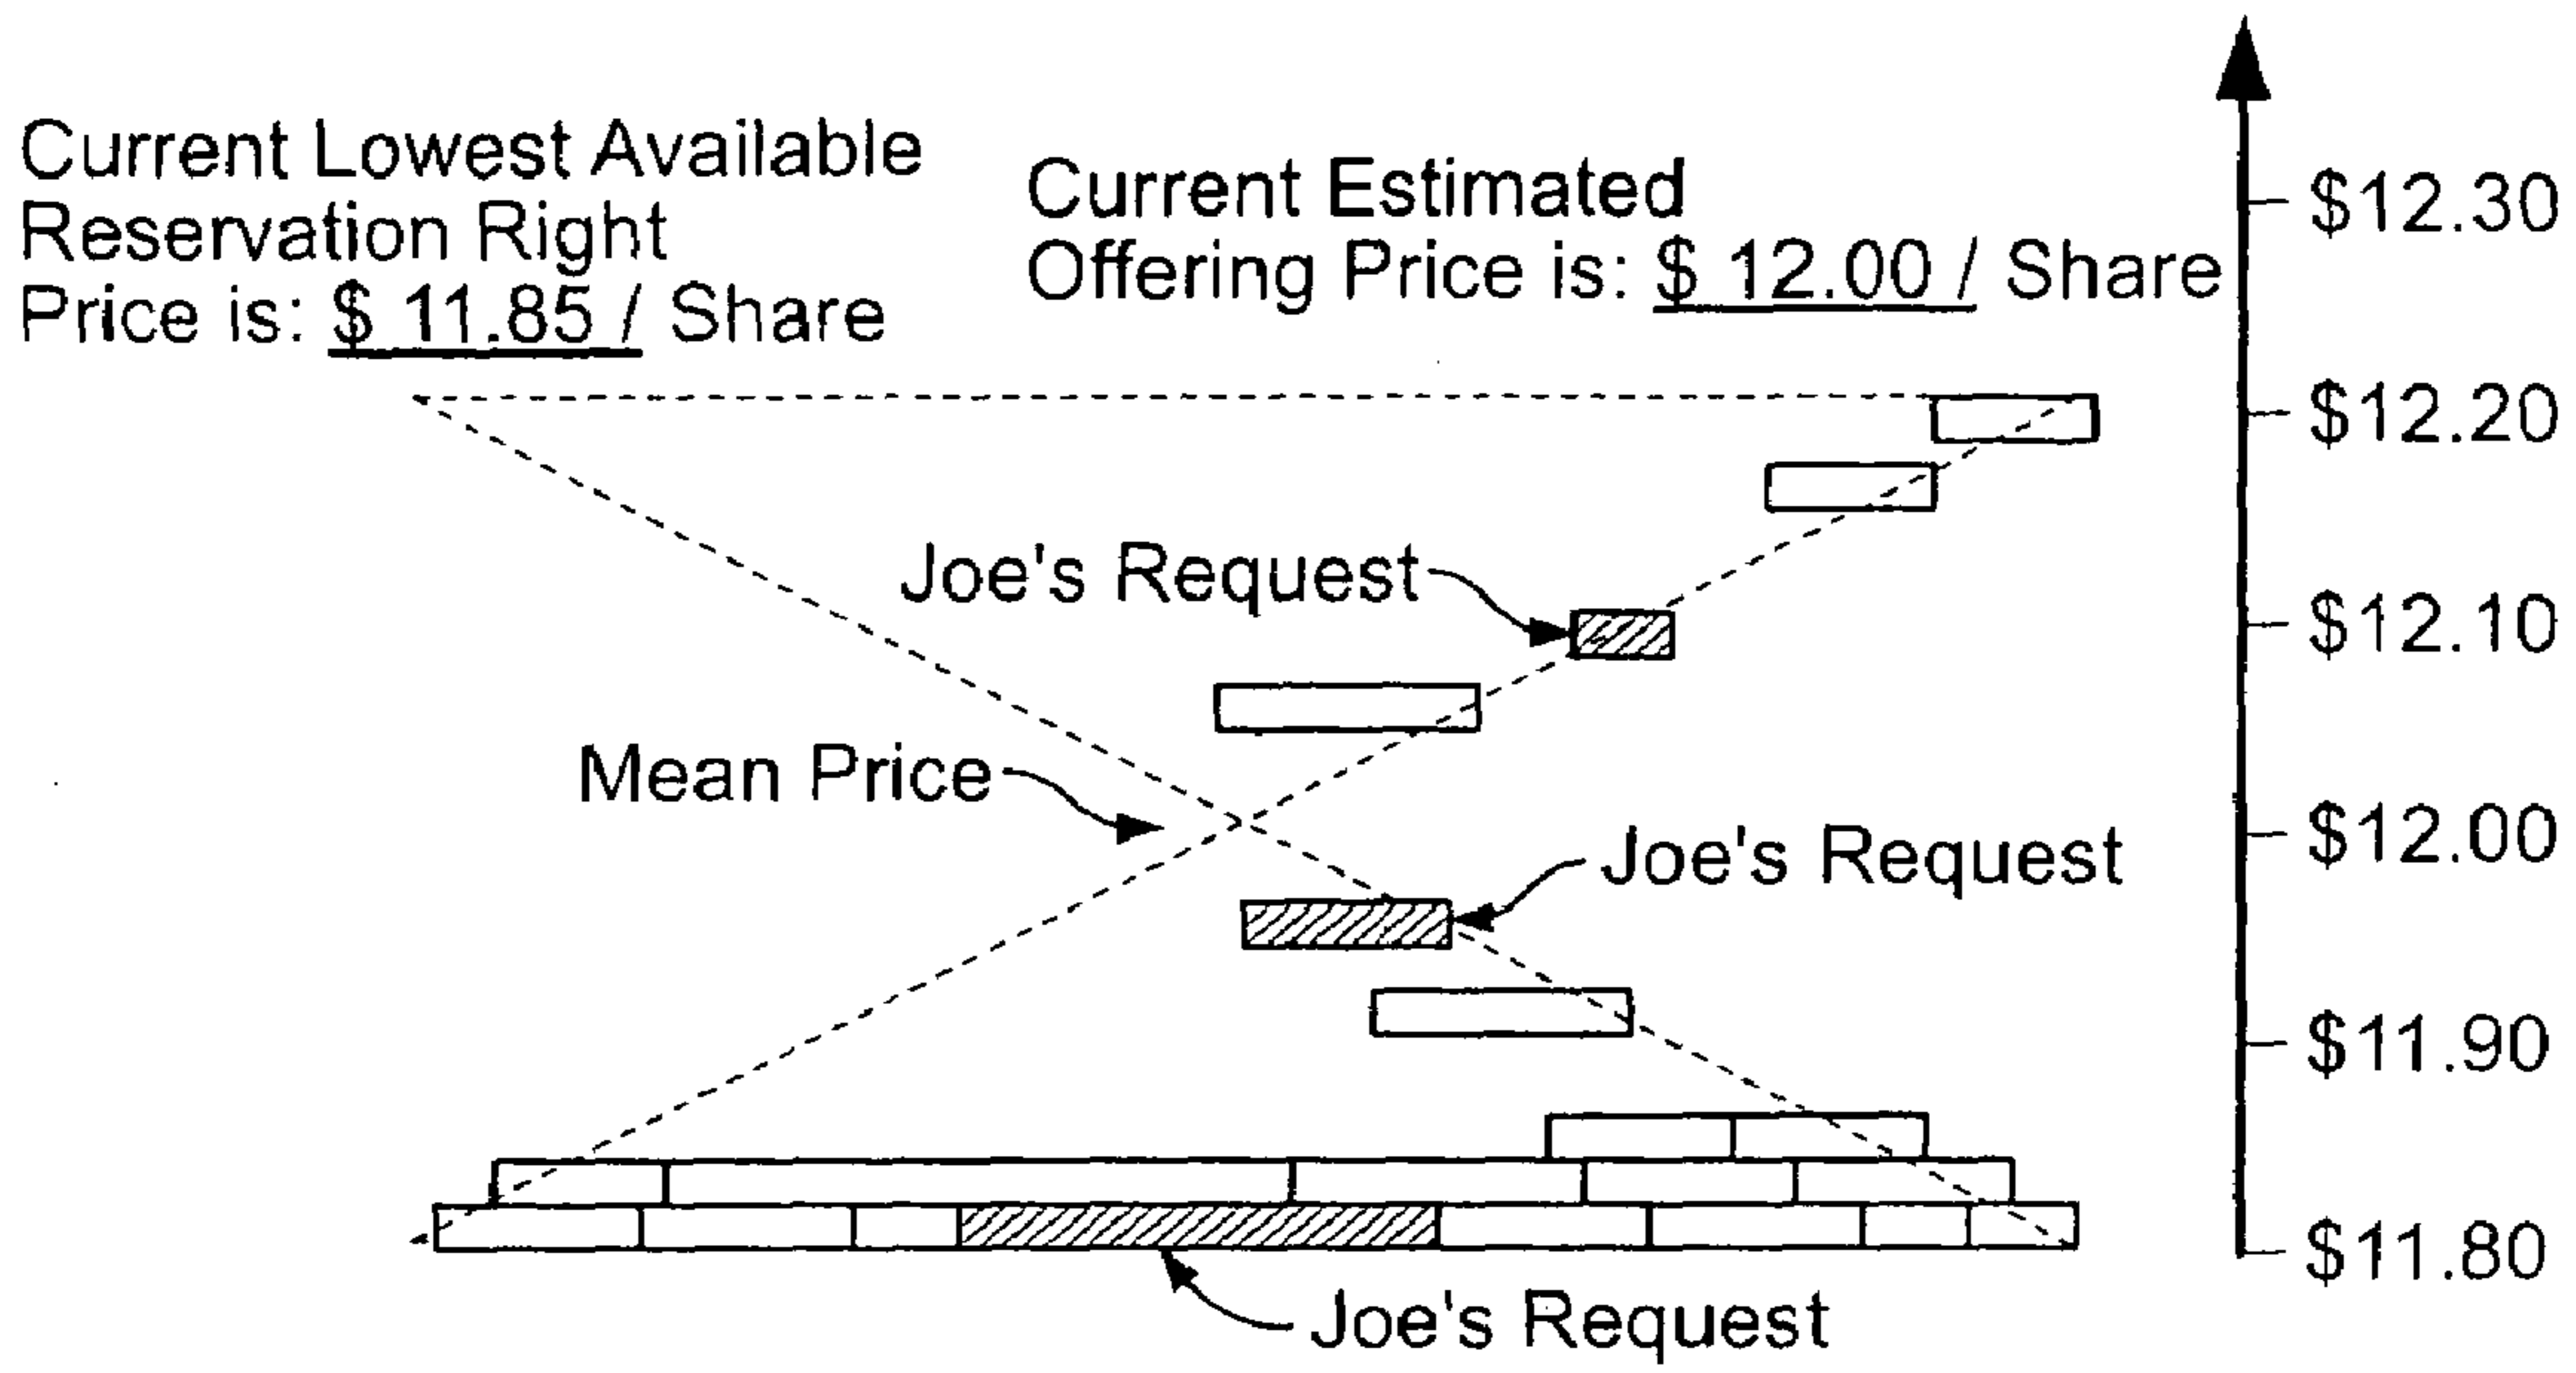 Current Lowest Available
Reservation Right
Price is: $ 11.85 / Share
Current Estimated
Offering Price is: $ 12.00 / Share
$12.30
$12.20
Joe's Request
$12.10
Mean Price
$12.00
Joe's Request
$11.90
$11.80
Joe's Request